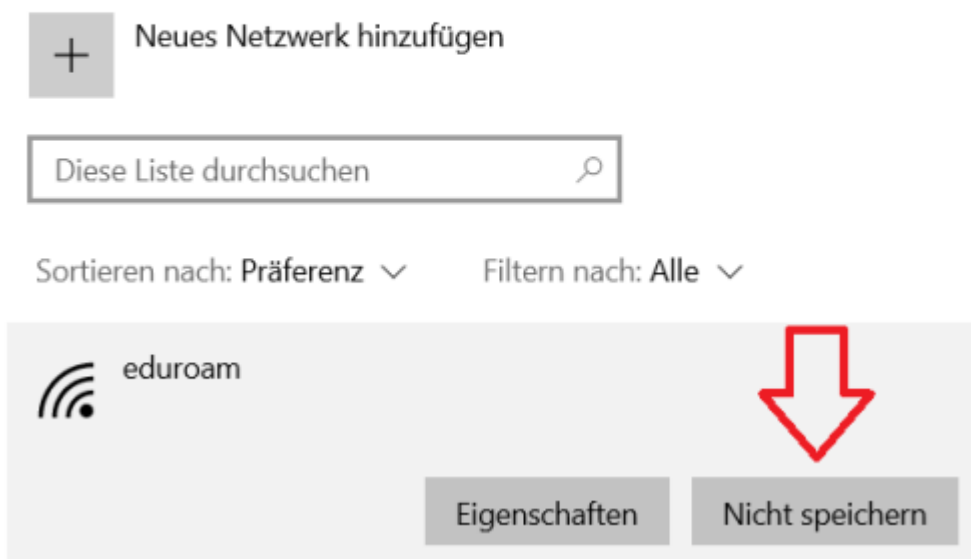 Neues Netzwerk hinzufügen
Diese Liste durchsuchen
Sortieren nach: Präferenz Filtern nach: Alle
eduroam
Eigenschaften Nicht speichern